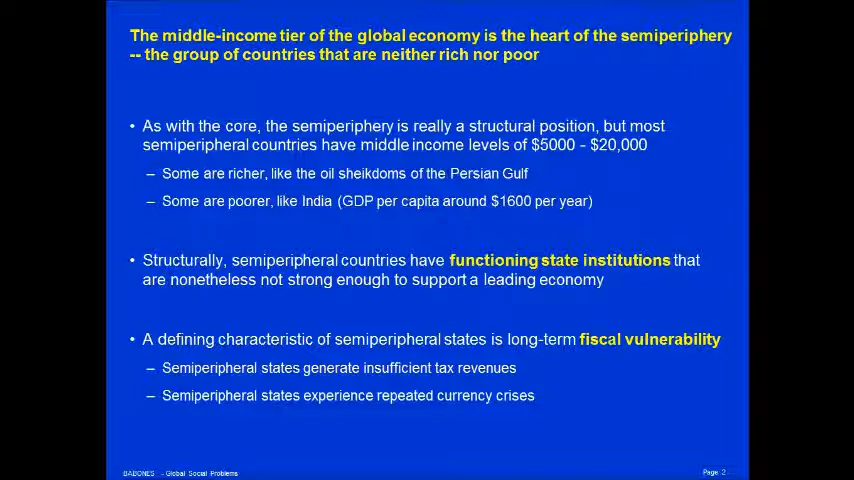 The middle-income tier of the global economy is the heart of the semiperiphery
-- the group of countries that are neither rich nor poor
• As with the core, the semiperiphery is really a structural position, but most
semiperipheral countries have middle income levels of $5000 - $20,000
– Some are richer, like the oil sheikdoms of the Persian Gulf
– Some are poorer, like India (GDP per capita around $1600 per year)
• Structurally, semiperipheral countries have functioning state institutions that
are nonetheless not strong enough to support a leading economy
• A defining characteristic of semiperipheral states is long-term fiscal vulnerability
– Semiperipheral states generate insufficient tax revenues
– Semiperipheral states experience repeated currency crises
BABONES – Global Social Problems
Page 2